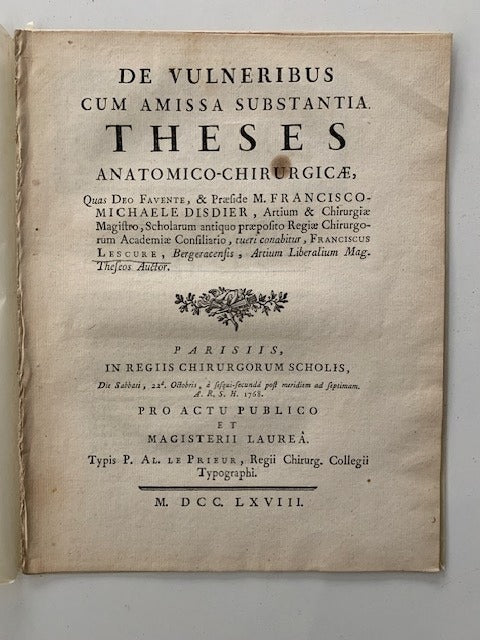 DE VULNERIBUS
CUM AMISSA SUBSTANTIA.
THESES
ANATOMICO-CHIRURGICÆ,
Quas DEO FAVENTE, & Præside M. FRANCISCO-
MICHAELE DISDIER, Artium & Chirurgiæ
Magistro, Scholarum antiquo præposito Regiæ Chirurgo-
rum Academiæ Consiliario, tueri conabitur, FRANCISCUS
LESCURE, Bergeracensis, Artium Liberalium Mag.
Theseos Auctor.
PARISIIS,
IN REGIIS CHIRURGORUM SCHOLIS,
Die Sabbati, 22â. Octobris, à sesqui-secundâ post meridiem ad septimam.
A. R. S. H. 1768.
PRO ACTU PUBLICO
ET
MAGISTERII LAUREÂ.
Typis P. AL. LE PRIEUR, Regii Chirurg. Collegii
Typographi.
M. DCC. LXVIII.